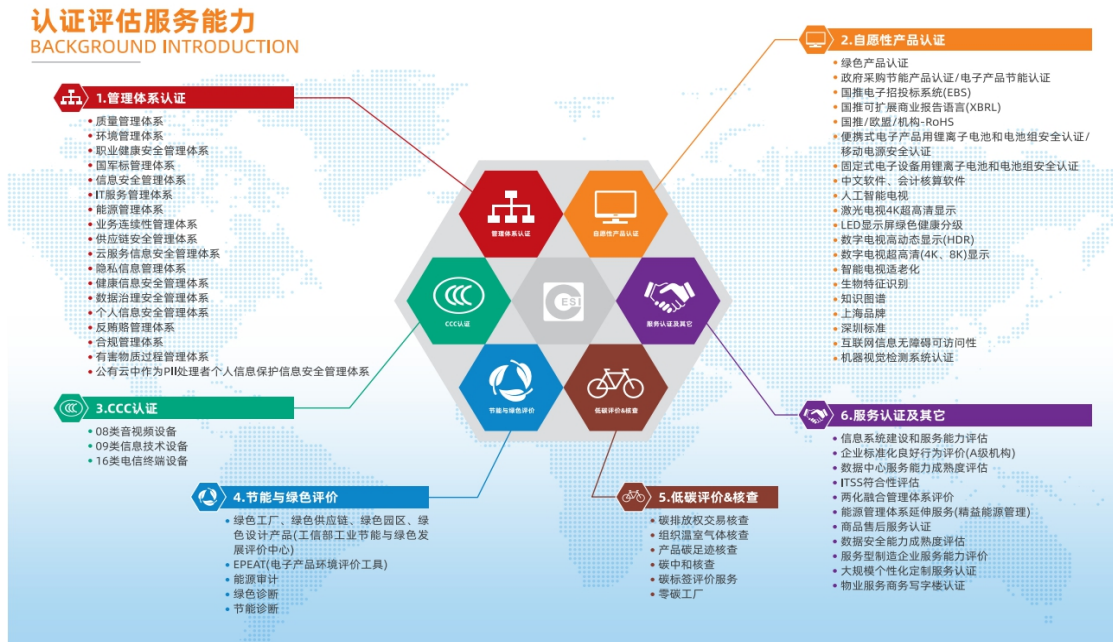 认证评估服务能力
BACKGROUND INTRODUCTION
1.管理体系认证
• 质量管理体系
• 环境管理体系
• 职业健康安全管理体系
• 国军标管理体系
• 信息安全管理体系
• IT服务管理体系
• 能源管理体系
• 业务连续性管理体系
• 供应链安全管理体系
• 云服务信息安全管理体系
• 隐私信息管理体系
• 健康信息安全管理体系
• 数据治理安全管理体系
• 个人信息安全管理体系
• 反贿赂管理体系
• 合规管理体系
• 有害物质过程管理体系
• 公有云中作为PII处理者个人信息保护信息安全管理体系
2.自愿性产品认证
• 绿色产品认证
• 政府采购节能产品认证/电子产品节能认证
• 国推电子招投标系统(EBS)
• 国推可扩展商业报告语言(XBRL)
• 国推/欧盟/机构-RoHS
• 便携式电子产品用锂离子电池和电池组安全认证/
移动电源安全认证
• 固定式电子设备用锂离子电池和电池组安全认证
• 中文软件、会计核算软件
• 人工智能电视
• 激光电视4K超高清显示
• LED显示屏绿色健康分级
• 数字电视高动态显示(HDR)
• 数字电视超高清(4K、8K)显示
• 智能电视适老化
• 生物特征识别
• 知识图谱
• 上海品牌
• 深圳标准
• 互联网信息无障碍可访问性
• 机器视觉检测系统认证
管理体系认证
自愿性产品认证
CCC认证
CESI
服务认证及其它
节能与绿色评价
低碳评价&核查
3.CCC认证
• 08类音视频设备
• 09类信息技术设备
• 16类电信终端设备
4.节能与绿色评价
• 绿色工厂、绿色供应链、绿色园区、绿
色设计产品(工信部工业节能与绿色发
展评价中心)
• EPEAT(电子产品环境评价工具)
• 能源审计
• 绿色诊断
• 节能诊断
5.低碳评价&核查
• 碳排放权交易核查
• 组织温室气体核查
• 产品碳足迹核查
• 碳中和核查
• 碳标签评价服务
• 零碳工厂
6.服务认证及其它
• 信息系统建设和服务能力评估
• 企业标准化良好行为评价(A级机构)
• 数据中心服务能力成熟度评估
• ITSS符合性评估
• 两化融合管理体系评价
• 能源管理体系延伸服务(精益能源管理)
• 商品售后服务认证
• 数据安全能力成熟度评估
• 服务型制造企业服务能力评价
• 大规模个性化定制服务认证
• 物业服务商务写字楼认证